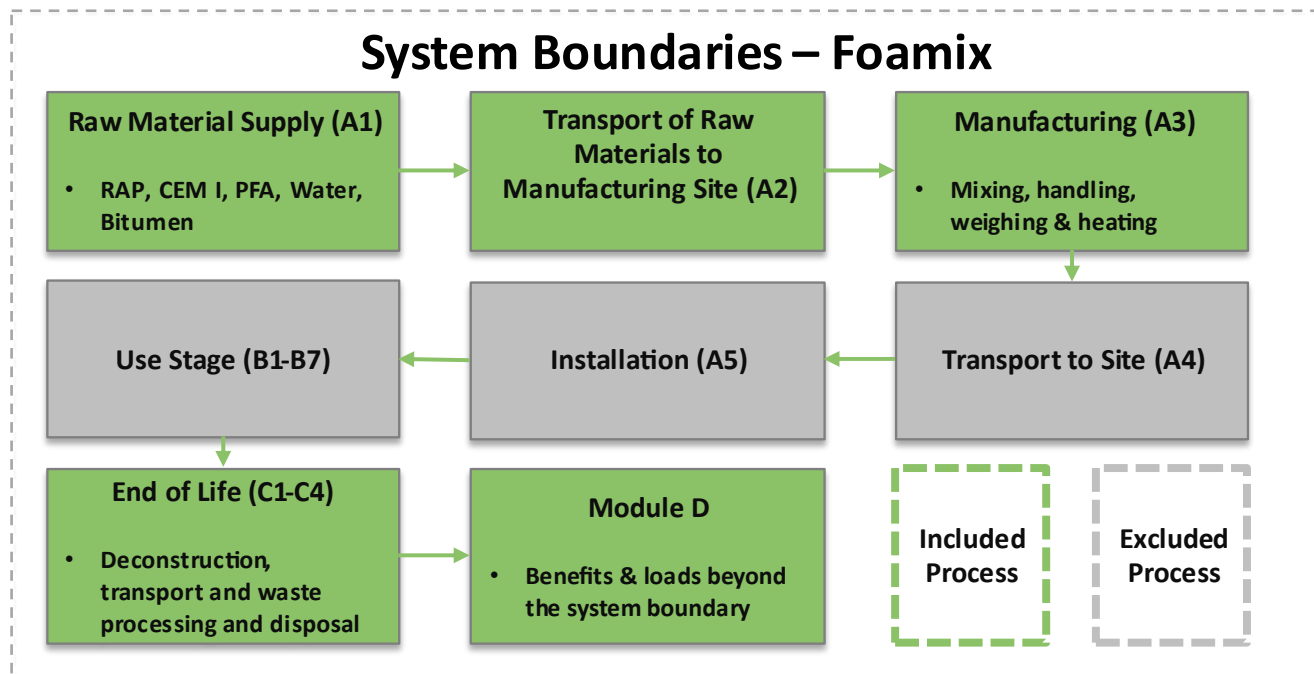 System Boundaries – Foamix
Raw Material Supply (A1)
• RAP, CEM I, PFA, Water,
Bitumen
Transport of Raw
Materials to
Manufacturing Site (A2)
Manufacturing (A3)
• Mixing, handling,
weighing & heating
Transport to Site (A4)
Installation (A5)
Use Stage (B1-B7)
End of Life (C1-C4)
• Deconstruction,
transport and waste
processing and disposal
Module D
• Benefits & loads beyond
the system boundary
Included
Process
Excluded
Process